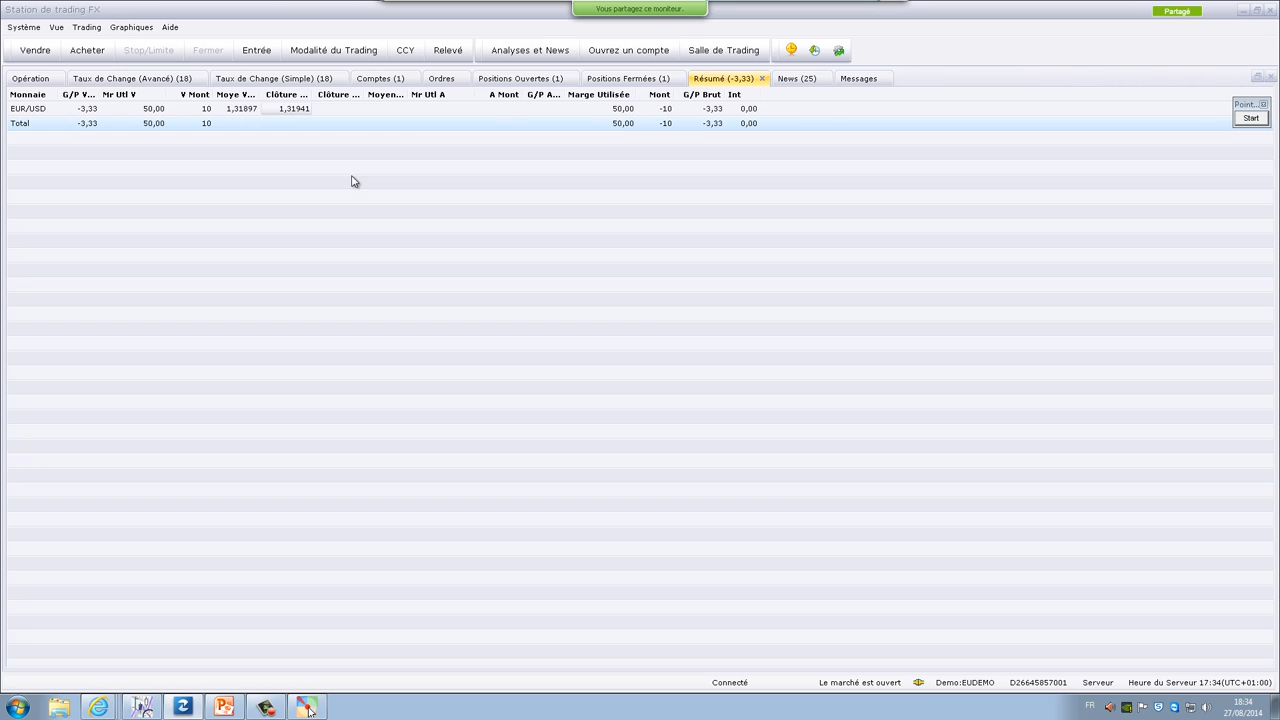 Vous partagez ce moniteur.
Station de trading FX
Partagé
Système Vue Trading Graphiques Aide
Vendre Acheter Stop/Limite Fermer Entrée Modalité du Trading CCY Relevé Analyses et News Ouvrez un compte Salle de Trading
Opération Taux de Change (Avancé) (18) Taux de Change (Simple) (18) Comptes (1) Ordres Positions Ouvertes (1) Positions Fermées (1) Résumé (-3,33) News (25) Messages
Monnaie G/P V... Mr Utl V V Mont Moye V... Clôture ... Clôture ... Moyen... Mr Utl A A Mont G/P A... Marge Utilisée Mont G/P Brut Int
EUR/USD -3,33 50,00 10 1,31897 1,31941 50,00 -10 -3,33 0,00
Total -3,33 50,00 10 50,00 -10 -3,33 0,00
Point...
Start
Connecté Le marché est ouvert Demo:EUDEMO D26645857001 Serveur Heure du Serveur 17:34(UTC+01:00)
FR
18:34
27/08/2014